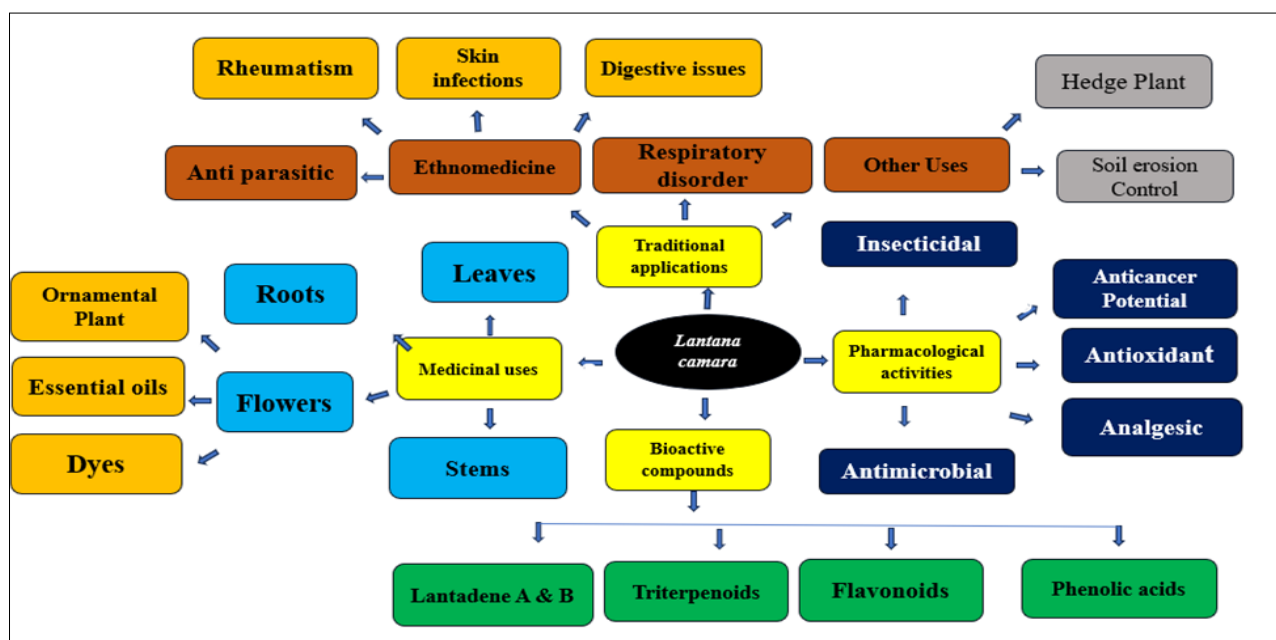 Rheumatism
Skin
infections
Digestive issues
Hedge Plant
Anti parasitic
Ethnomedicine
Respiratory
disorder
Other Uses
Soil erosion
Control
Insecticidal
Traditional
applications
Leaves
Roots
Anticancer
Potential
Ornamental
Plant
Lantana
camara
Pharmacological
activities
Antioxidant
Medicinal uses
Essential oils
Flowers
Analgesic
Dyes
Stems
Bioactive
compounds
Antimicrobial
Lantadene A & B
Triterpenoids
Flavonoids
Phenolic acids